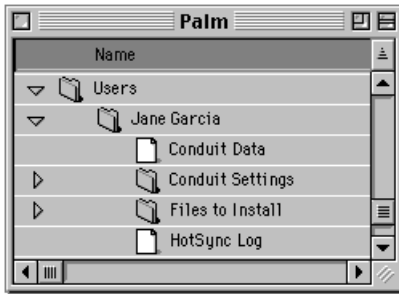 Palm
Name
Users
Jane Garcia
Conduit Data
Conduit Settings
Files to Install
HotSync Log